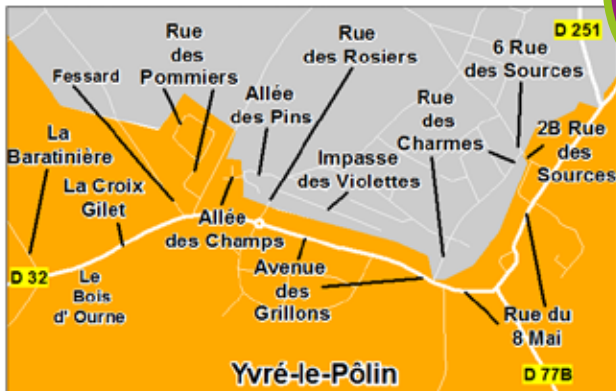 D 251
Rue
des
Pommiers
Rue
des Rosiers
6 Rue
des Sources
Fessard
Allée
des Pins
Rue
des
Charmes
2B Rue
des
Sources
La
Baratinière
La Croix
Gilet
Impasse
des Violettes
Allée
des Champs
D 32
Le
Bois
d' Ourne
Avenue
des
Grillons
Rue du
8 Mai
Yvré-le-Pôlin
D 77B